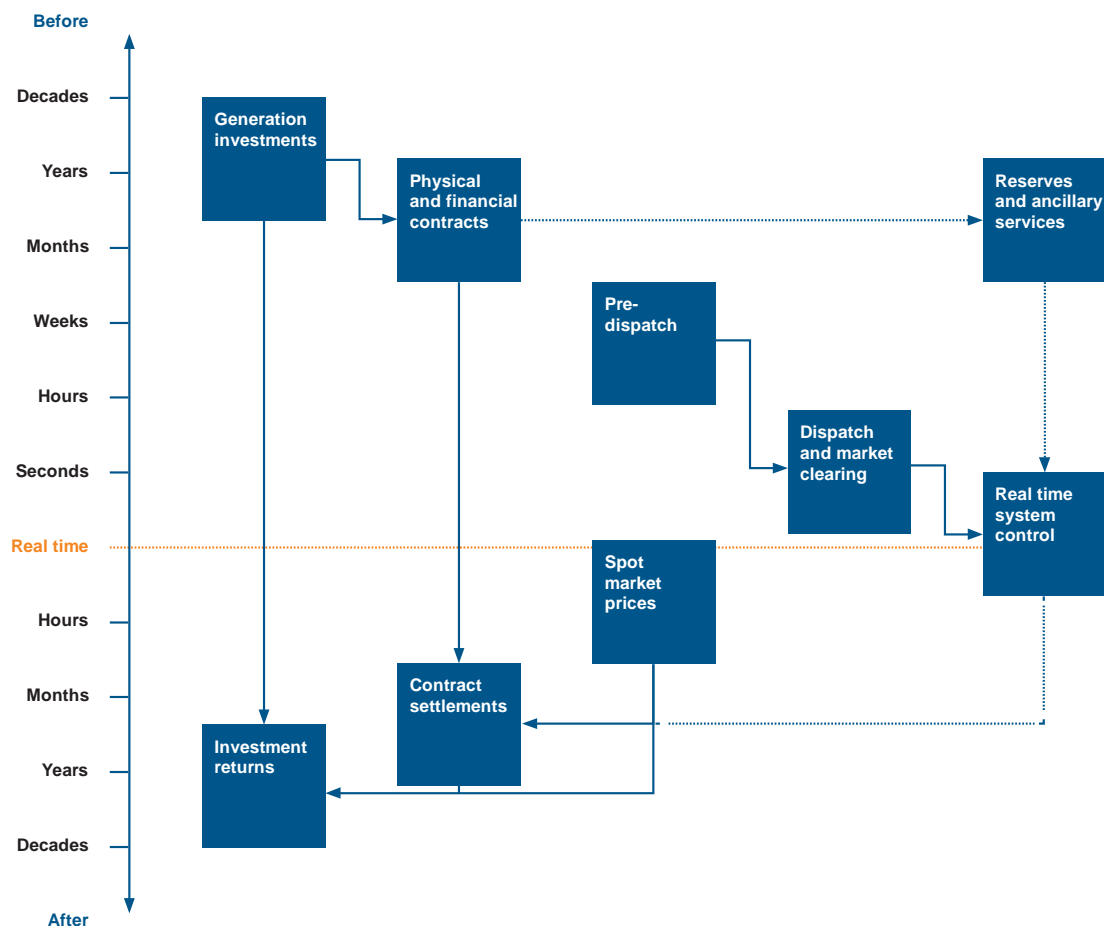 Before
Decades
Years
Months
Weeks
Hours
Seconds
Real time
Hours
Months
Years
Decades
After
Generation
investments
Physical
and financial
contracts
Reserves
and ancillary
services
Pre-
dispatch
Dispatch
and market
clearing
Real time
system
control
Spot
market
prices
Contract
settlements
Investment
returns